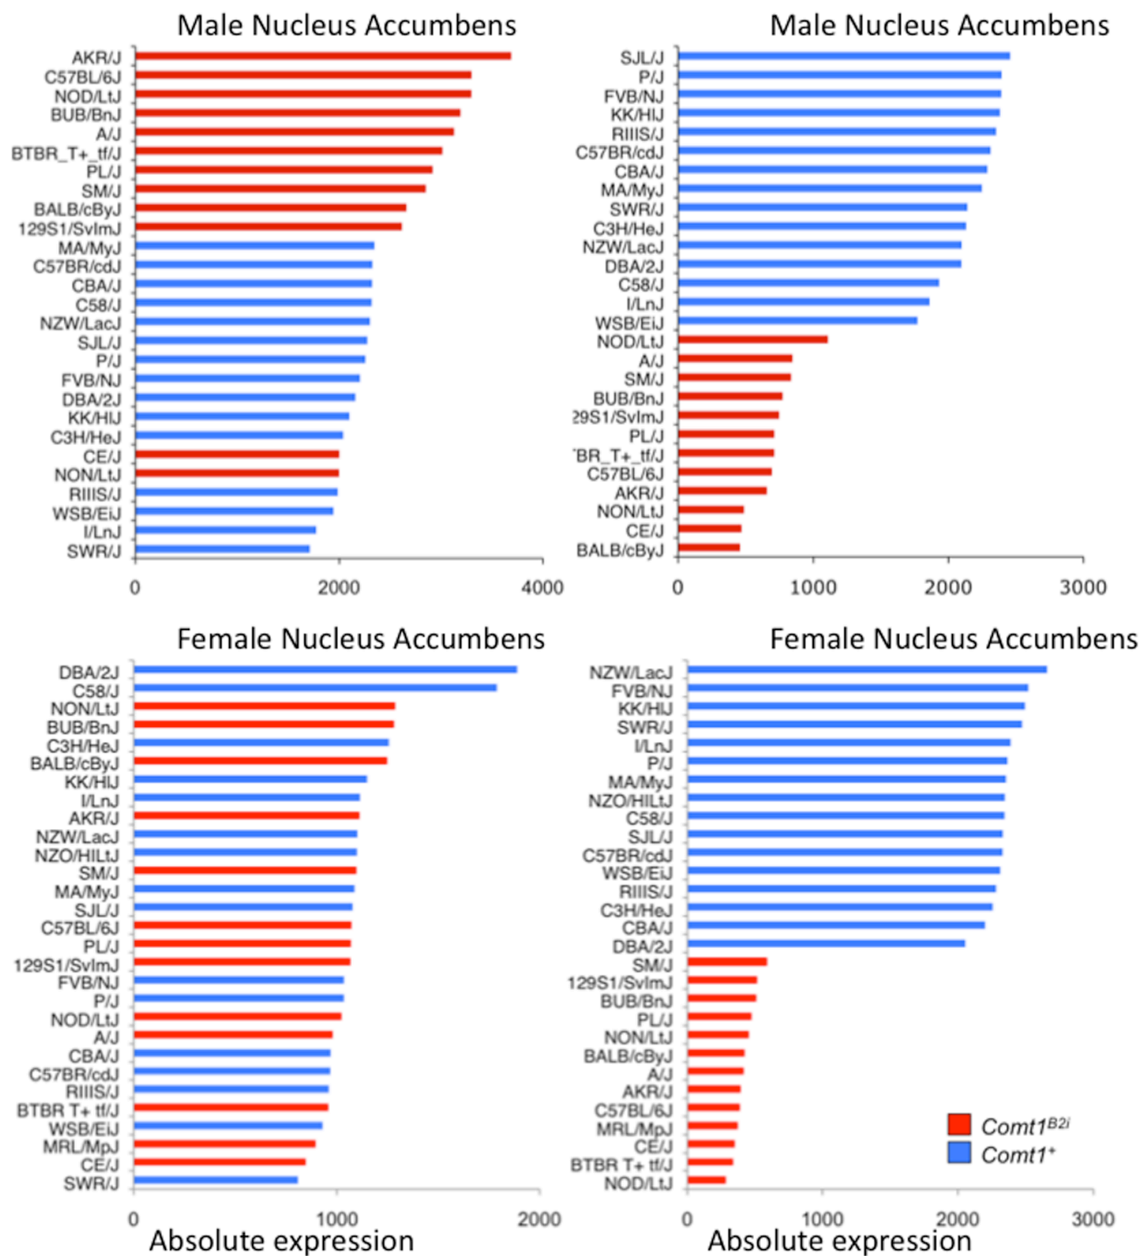 Male Nucleus Accumbens
AKR/J
C57BL/6J
NOD/LtJ
BUB/BnJ
A/J
BTBR_T+_tf/J
PL/J
SM/J
BALB/cByJ
129S1/SvImJ
MA/MyJ
C57BR/cdJ
CBA/J
C58/J
NZW/LacJ
SJL/J
P/J
FVB/NJ
DBA/2J
KK/HlJ
C3H/HeJ
CE/J
NON/LtJ
RIIIS/J
WSB/EiJ
I/LnJ
SWR/J
0 2000 4000
Male Nucleus Accumbens
SJL/J
P/J
FVB/NJ
KK/HlJ
RIIIS/J
C57BR/cdJ
CBA/J
MA/MyJ
SWR/J
C3H/HeJ
NZW/LacJ
DBA/2J
C58/J
I/LnJ
WSB/EiJ
NOD/LtJ
A/J
SM/J
BUB/BnJ
29S1/SvImJ
PL/J
BR_T+_tf/J
C57BL/6J
AKR/J
NON/LtJ
CE/J
BALB/cByJ
0 1000 2000 3000
Female Nucleus Accumbens
DBA/2J
C58/J
NON/LtJ
BUB/BnJ
C3H/HeJ
BALB/cByJ
KK/HlJ
I/LnJ
AKR/J
NZW/LacJ
NZO/HILtJ
SM/J
MA/MyJ
SJL/J
C57BL/6J
PL/J
129S1/SvImJ
FVB/NJ
P/J
NOD/LtJ
A/J
CBA/J
C57BR/cdJ
RIIIS/J
BTBR T+ tf/J
WSB/EiJ
MRL/MpJ
CE/J
SWR/J
0 1000 2000
Absolute expression
Female Nucleus Accumbens
NZW/LacJ
FVB/NJ
KK/HlJ
SWR/J
I/LnJ
P/J
MA/MyJ
NZO/HILtJ
C58/J
SJL/J
C57BR/cdJ
WSB/EiJ
RIIIS/J
C3H/HeJ
CBA/J
DBA/2J
SM/J
129S1/SvImJ
BUB/BnJ
PL/J
NON/LtJ
BALB/cByJ
A/J
AKR/J
C57BL/6J
MRL/MpJ
CE/J
BTBR T+ tf/J
NOD/LtJ
0 1000 2000 3000
Absolute expression
Comt1B2i
Comt1+